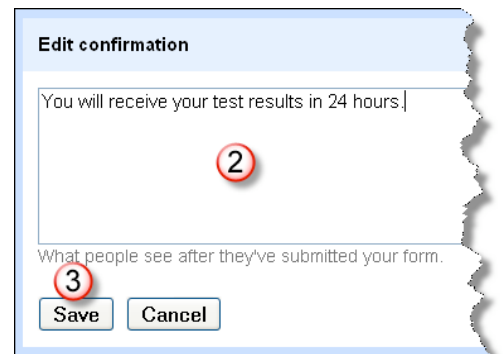 Edit confirmation
You will receive your test results in 24 hours.
2
What people see after they've submitted your form.
3
Save Cancel